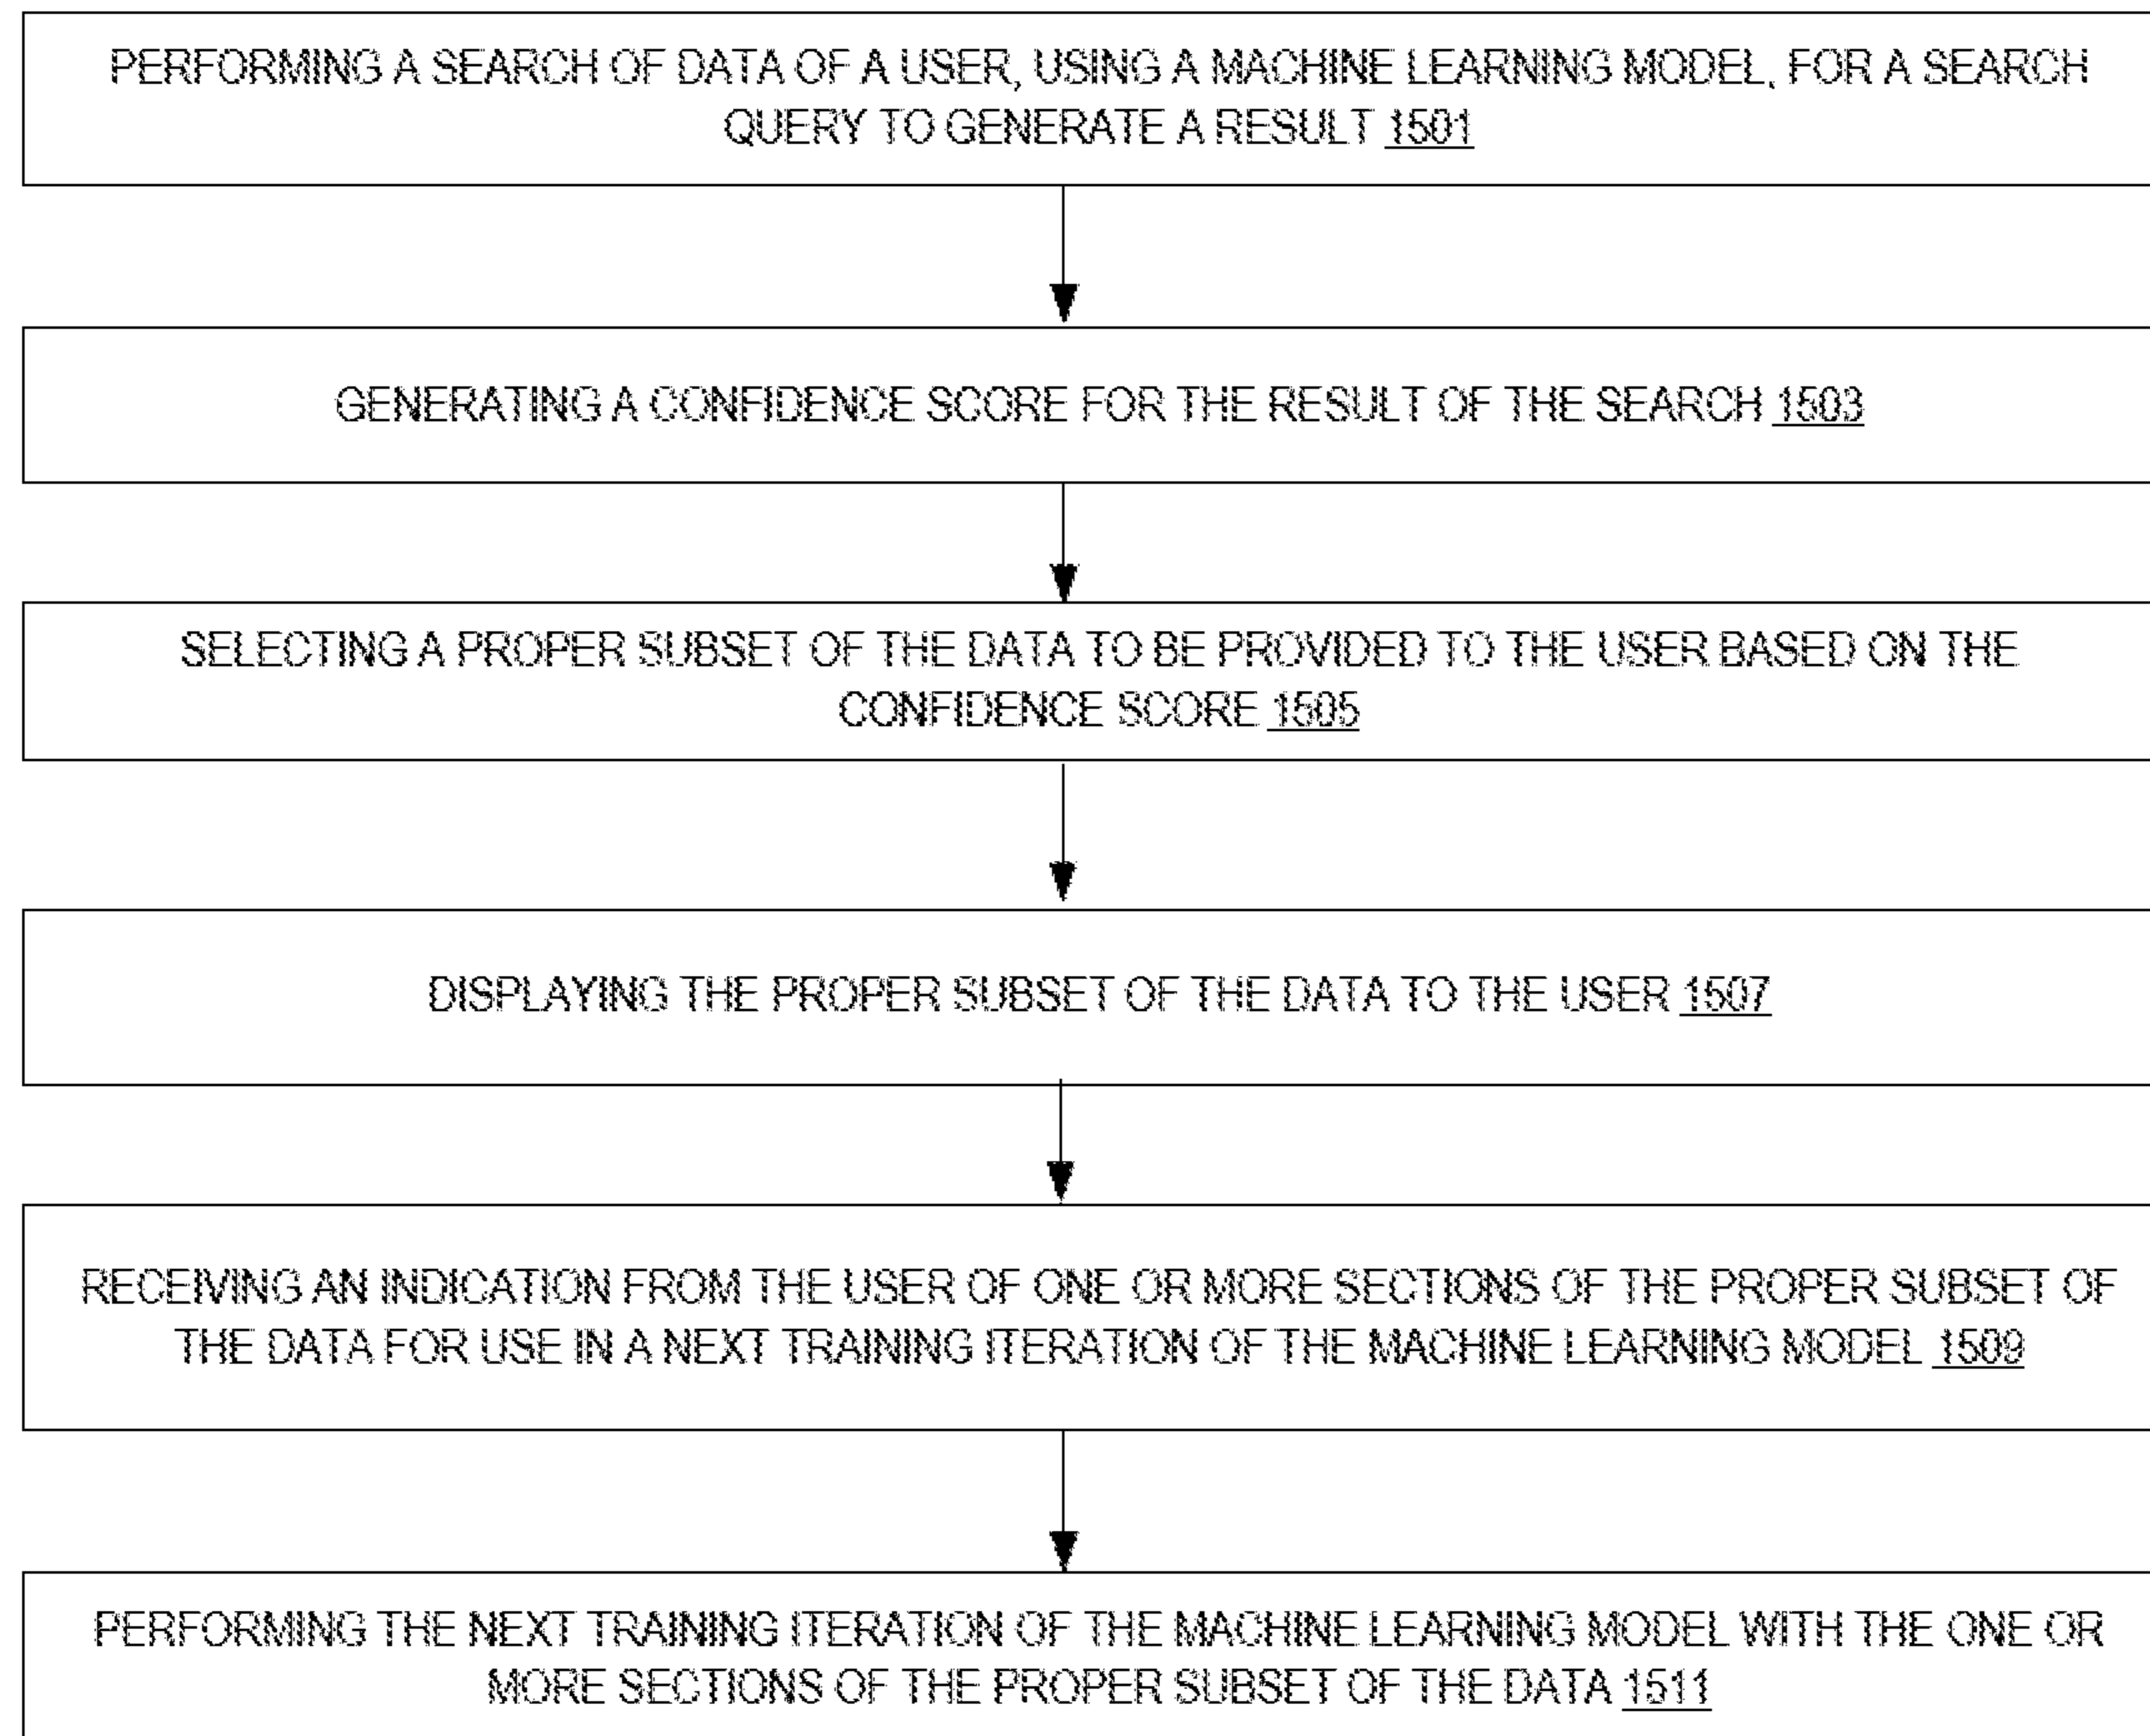 PERFORMING A SEARCH OF DATA OF A USER, USING A MACHINE LEARNING MODEL, FOR A SEARCH
QUERY TO GENERATE A RESULT 1501
GENERATING A CONFIDENCE SCORE FOR THE RESULT OF THE SEARCH 1503
SELECTING A PROPER SUBSET OF THE DATA TO BE PROVIDED TO THE USER BASED ON THE
CONFIDENCE SCORE 1505
DISPLAYING THE PROPER SUBSET OF THE DATA TO THE USER 1507
RECEIVING AN INDICATION FROM THE USER OF ONE OR MORE SECTIONS OF THE PROPER SUBSET OF
THE DATA FOR USE IN A NEXT TRAINING ITERATION OF THE MACHINE LEARNING MODEL 1509
PERFORMING THE NEXT TRAINING ITERATION OF THE MACHINE LEARNING MODEL WITH THE ONE OR
MORE SECTIONS OF THE PROPER SUBSET OF THE DATA 1511